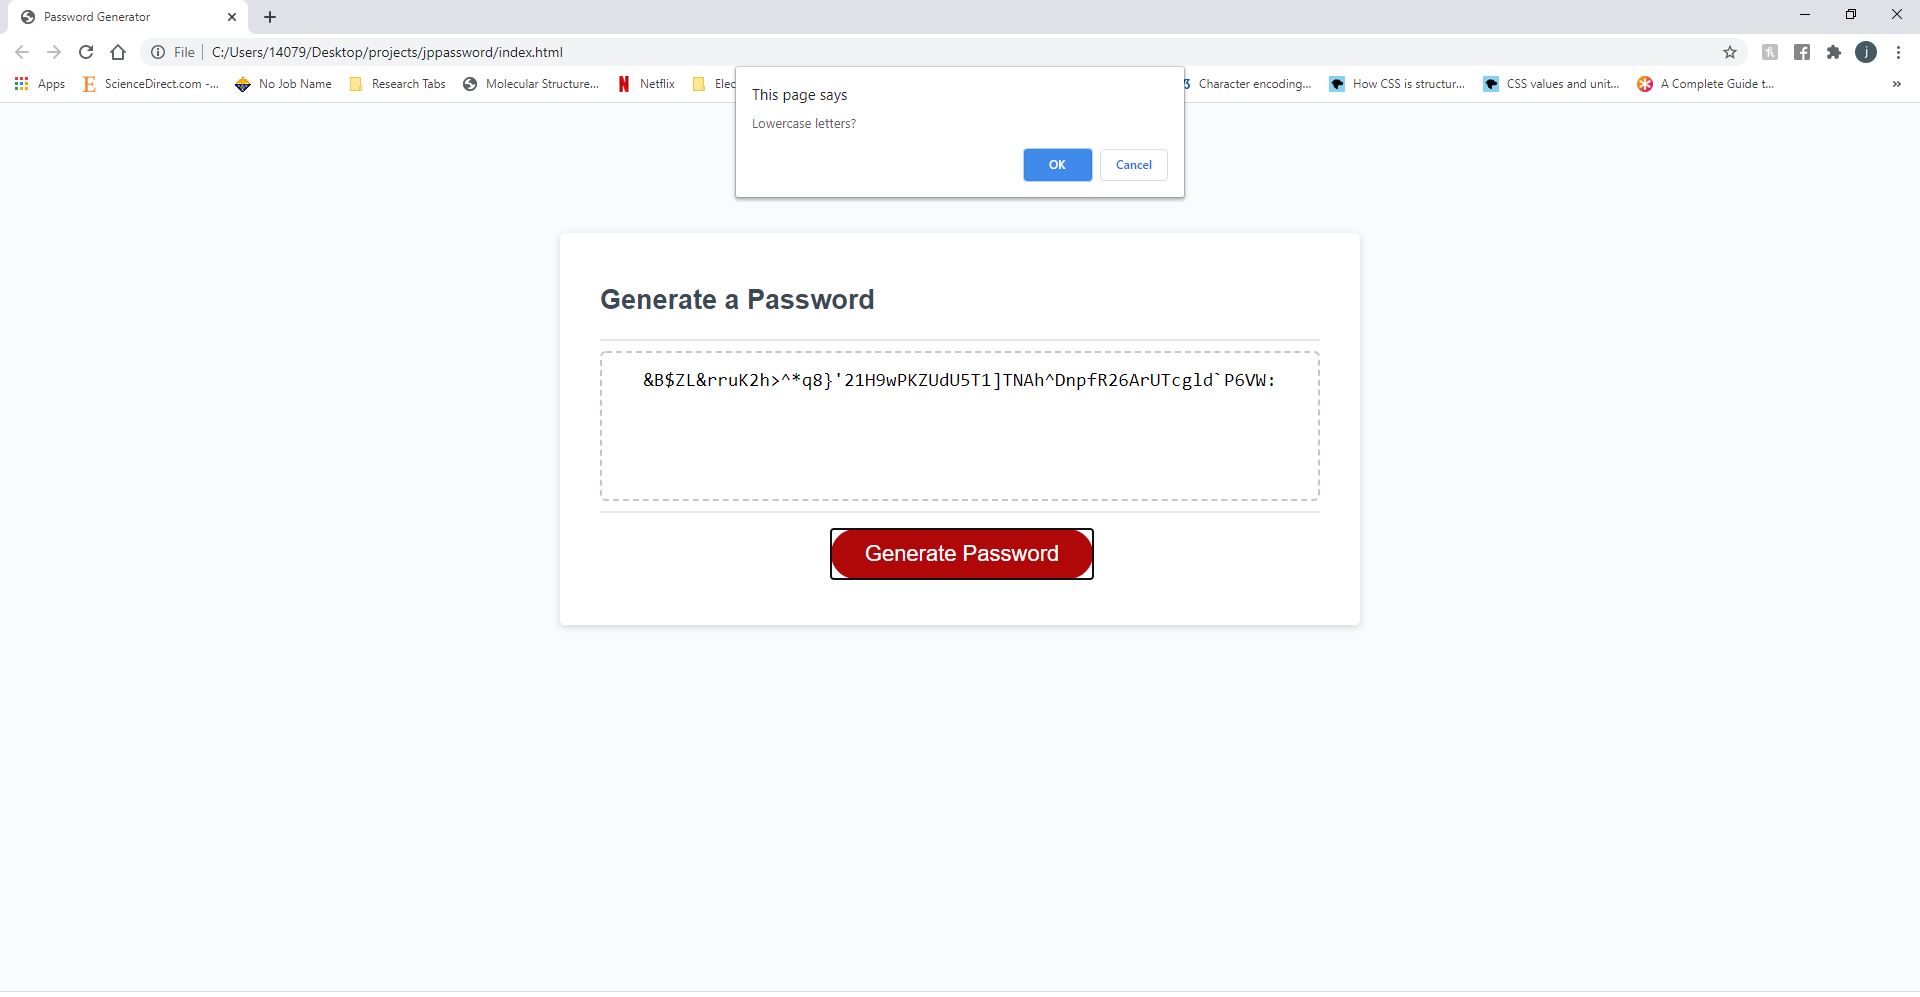 Password Generator
File
C:/Users/14079/Desktop/projects/jppassword/index.html
j
Apps
ScienceDirect.com -...
No Job Name
Research Tabs
Molecular Structure...
Netflix
Elec
Character encoding...
How CSS is structur...
CSS values and unit...
A Complete Guide t...
This page says
Lowercase letters?
OK
Cancel
Generate a Password
&B$ZL&rruK2h>^*q8}'21H9wPKZUdU5T1]TNAh^DnpfR26ArUTcgld`P6VW:
Generate Password